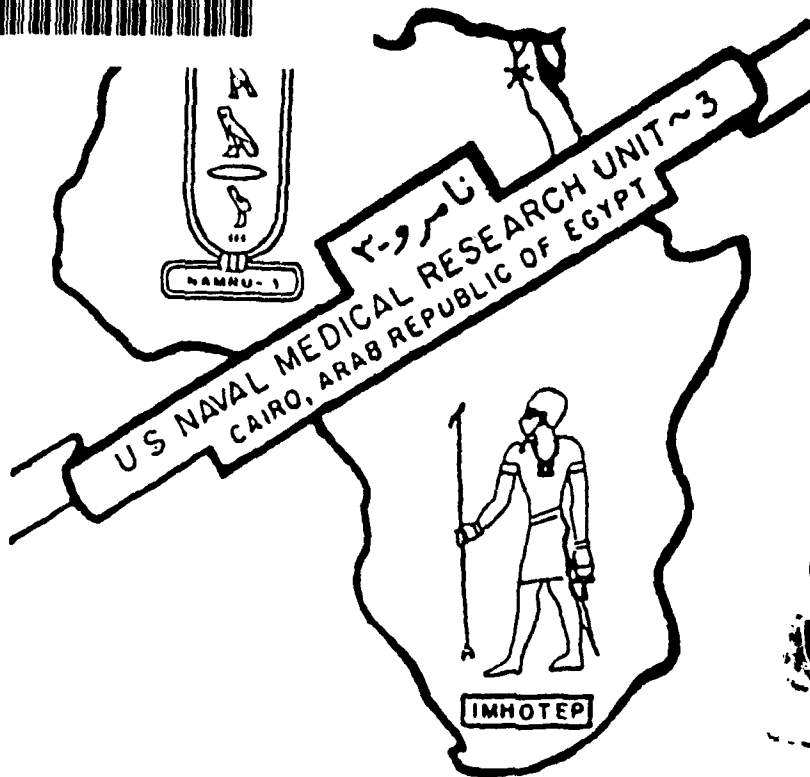 NAMRU-3
نامرو-٣
US NAVAL MEDICAL RESEARCH UNIT~3
CAIRO, ARAB REPUBLIC OF EGYPT
IMHOTEP